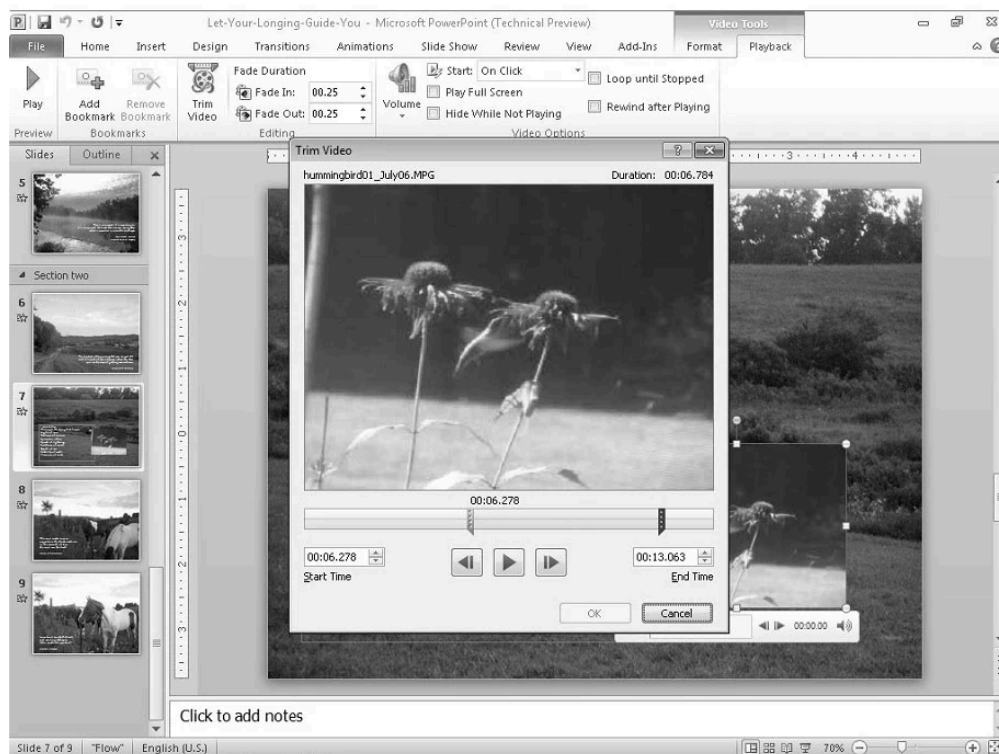 Let-Your-Longing-Guide-You - Microsoft PowerPoint (Technical Preview)
Video Tools
File Home Insert Design Transitions Animations Slide Show Review View Add-Ins Format Playback
Play
Preview
Add Bookmark
Remove Bookmark
Bookmarks
Trim Video
Fade Duration
Fade In: 00.25
Fade Out: 00.25
Editing
Volume
Start: On Click
Play Full Screen
Hide While Not Playing
Loop until Stopped
Rewind after Playing
Video Options
Slides Outline
5
Section two
6
7
8
9
Trim Video
hummingbird01_July06.MPG Duration: 00:06.784
00:06.278
00:06.278 00:13.063
Start Time End Time
OK Cancel
00:00.00
Click to add notes
Slide 7 of 9 "Flow" English (U.S.) 70%